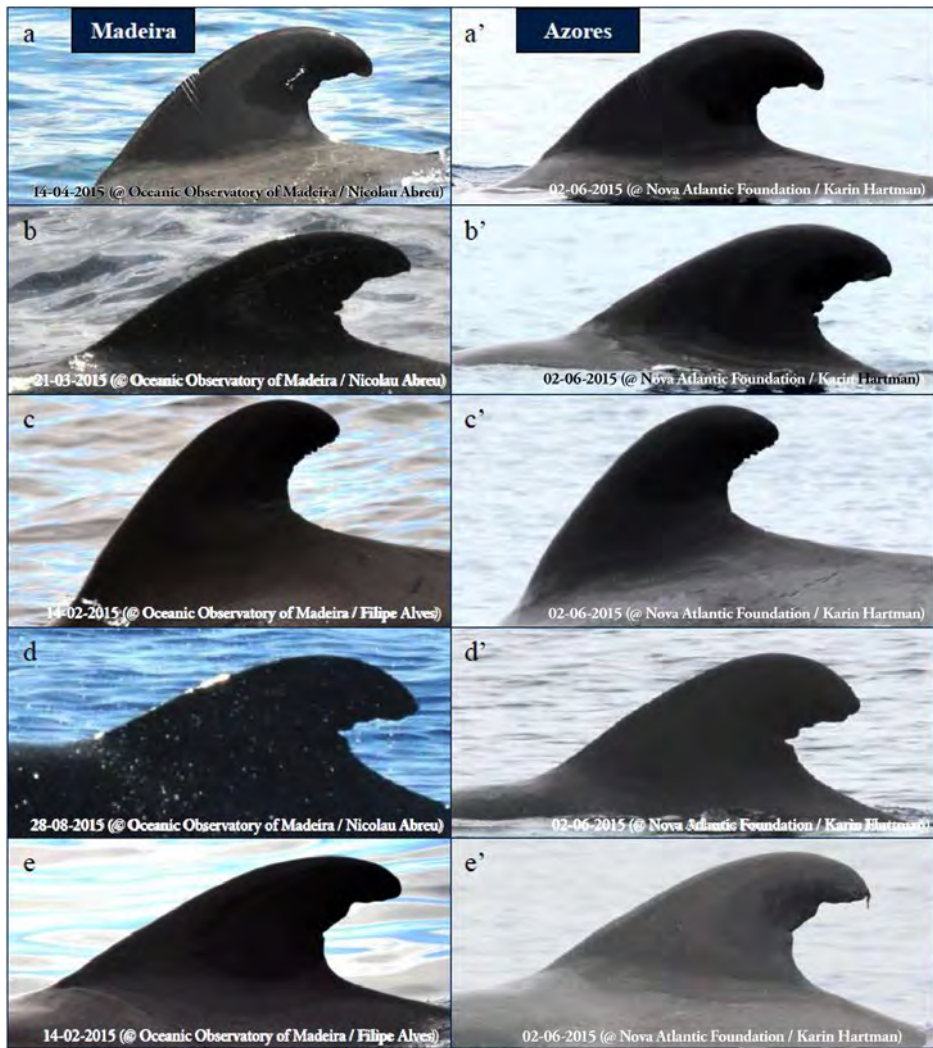 a
Madeira
a’
Azores
14-04-2015 (@ Oceanic Observatory of Madeira / Nicolau Abreu)
02-06-2015 (@ Nova Atlantic Foundation / Karin Hartman)
b
b’
21-03-2015 (© Oceanic Observatory of Madeira / Nicolau Abreu)
02-06-2015 (@ Nova Atlantic Foundation / Karin Hartman)
c
c’
14-02-2015 (© Oceanic Observatory of Madeira / Filipe Alves)
02-06-2015 (@ Nova Atlantic Foundation / Karin Hartman)
d
d’
28-08-2015 (© Oceanic Observatory of Madeira / Nicolau Abreu)
02-06-2015 (@ Nova Atlantic Foundation / Karin Hartman)
e
e’
14-02-2015 (© Oceanic Observatory of Madeira / Filipe Alves)
02-06-2015 (@ Nova Atlantic Foundation / Karin Hartman)